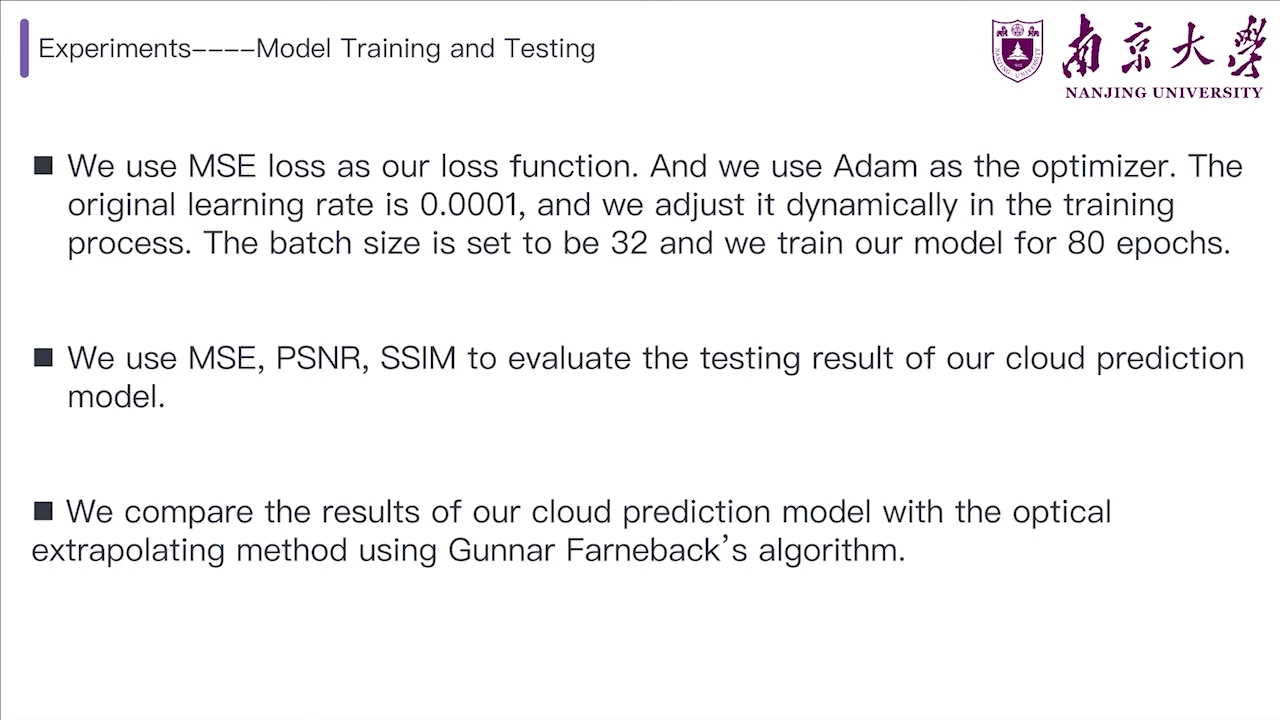 Experiments----Model Training and Testing
南京大學
NANJING UNIVERSITY
■ We use MSE loss as our loss function. And we use Adam as the optimizer. The
original learning rate is 0.0001, and we adjust it dynamically in the training
process. The batch size is set to be 32 and we train our model for 80 epochs.
■ We use MSE, PSNR, SSIM to evaluate the testing result of our cloud prediction
model.
■ We compare the results of our cloud prediction model with the optical
extrapolating method using Gunnar Farneback’s algorithm.